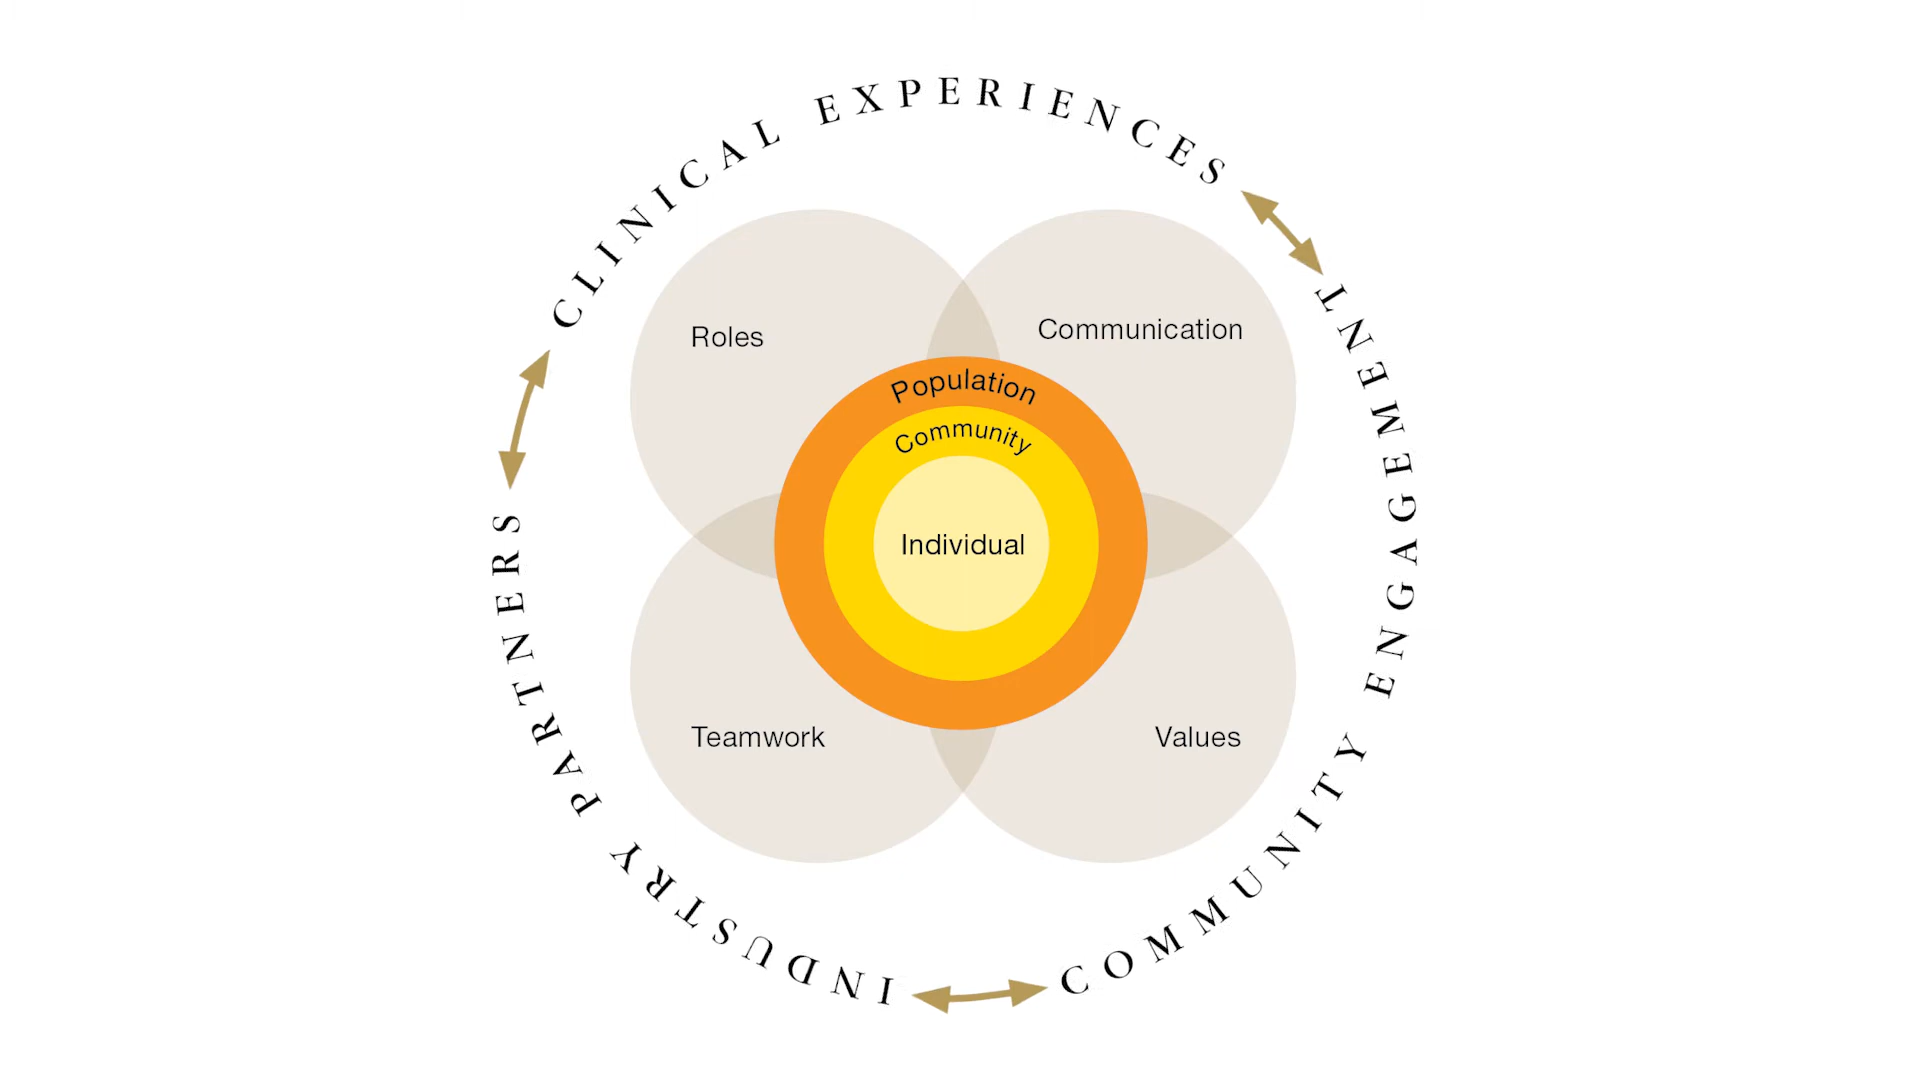 CLINICAL EXPERIENCES
COMMUNITY ENGAGEMENT
INDUSTRY PARTNERS
Roles
Communication
Population
Community
Individual
Teamwork
Values